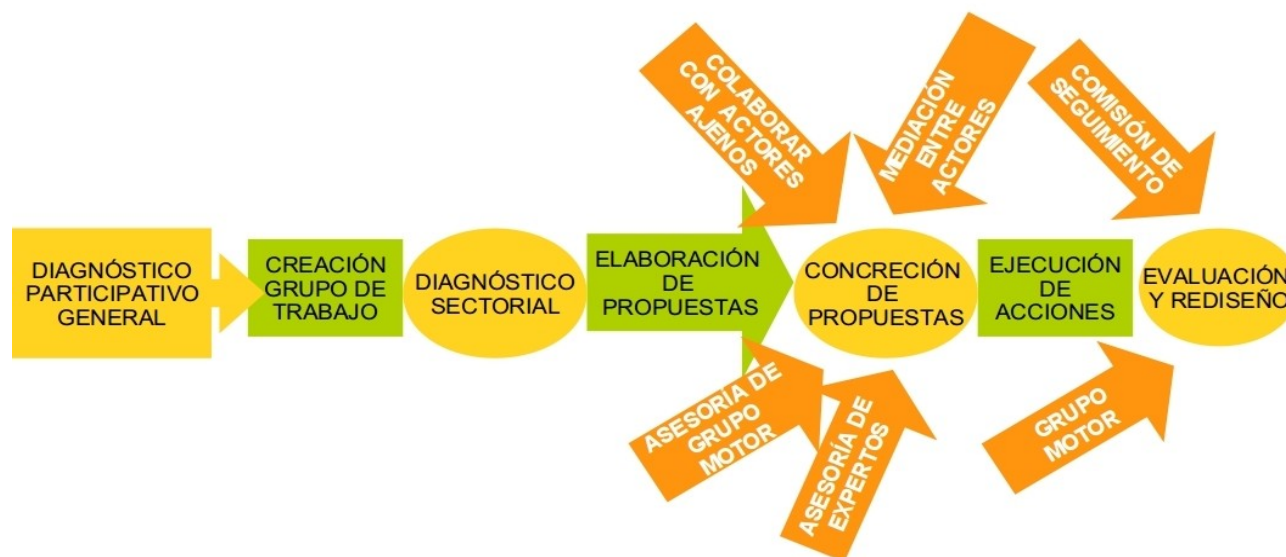 COLABORAR
CON ACTORES
AJENOS
MEDIACIÓN
ENTRE
ACTORES
COMISIÓN DE
SEGUIMIENTO
DIAGNÓSTICO
PARTICIPATIVO
GENERAL
CREACIÓN
GRUPO DE
TRABAJO
DIAGNÓSTICO
SECTORIAL
ELABORACIÓN
DE
PROPUESTAS
CONCRECIÓN
DE
PROPUESTAS
EJECUCIÓN
DE
ACCIONES
EVALUACIÓN
Y REDISEÑO
ASESORÍA DE
GRUPO
MOTOR
ASESORÍA DE
EXPERTOS
GRUPO
MOTOR